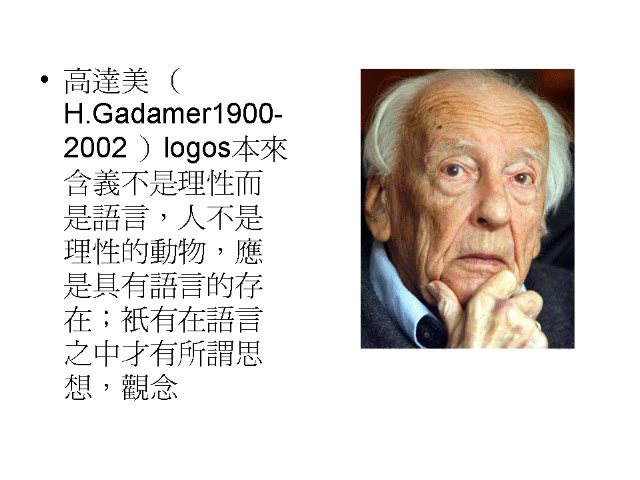 • 高達美 （
H.Gadamer1900-
2002 ）logos本來
含義不是理性而
是語言，人不是
理性的動物，應
是具有語言的存
在；衹有在語言
之中才有所謂思
想，觀念